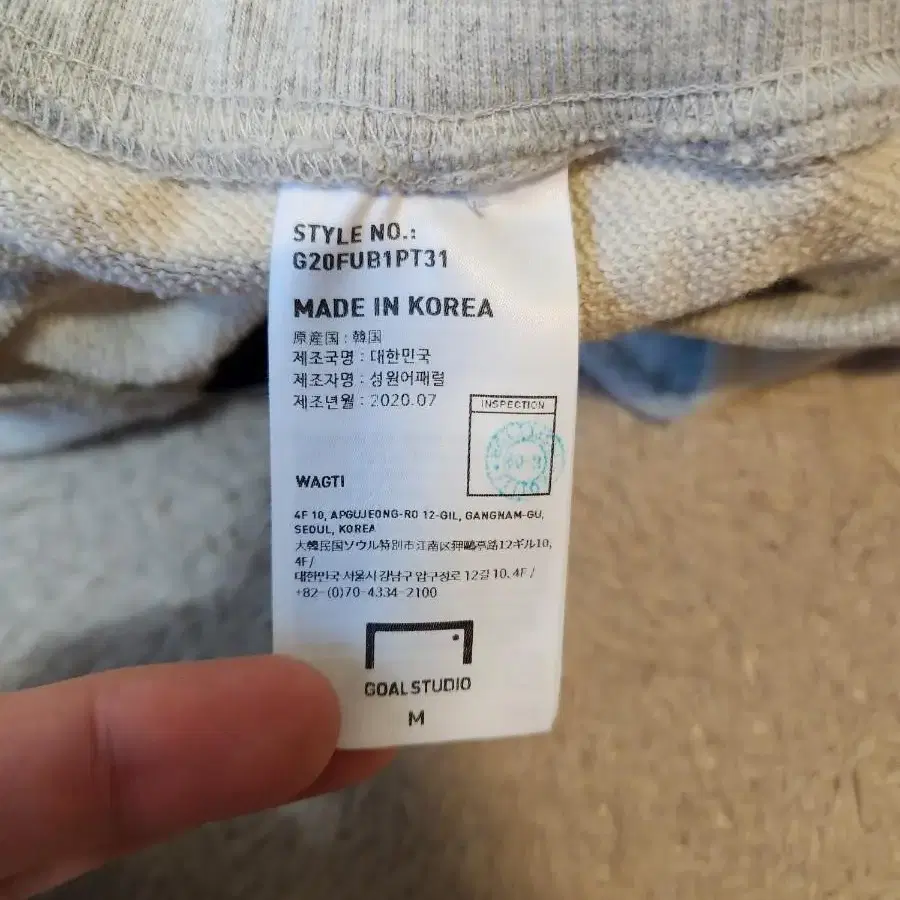 STYLE NO.:
G20FUB1PT31
MADE IN KOREA
原産国 : 韓国
제조국명 : 대한민국
제조자명 : 성원어패럴
제조년월 : 2020.07
INSPECTION
WAGTI
4F 10, APGUJEONG-RO 12-GIL, GANGNAM-GU,
SEOUL, KOREA
大韓民国ソウル特別市江南区狎鴎亭路12ギル10,
4F/
대한민국 서울시 강남구 압구정로 12길 10, 4F /
+82-(0)70-4334-2100
GOALSTUDIO
M